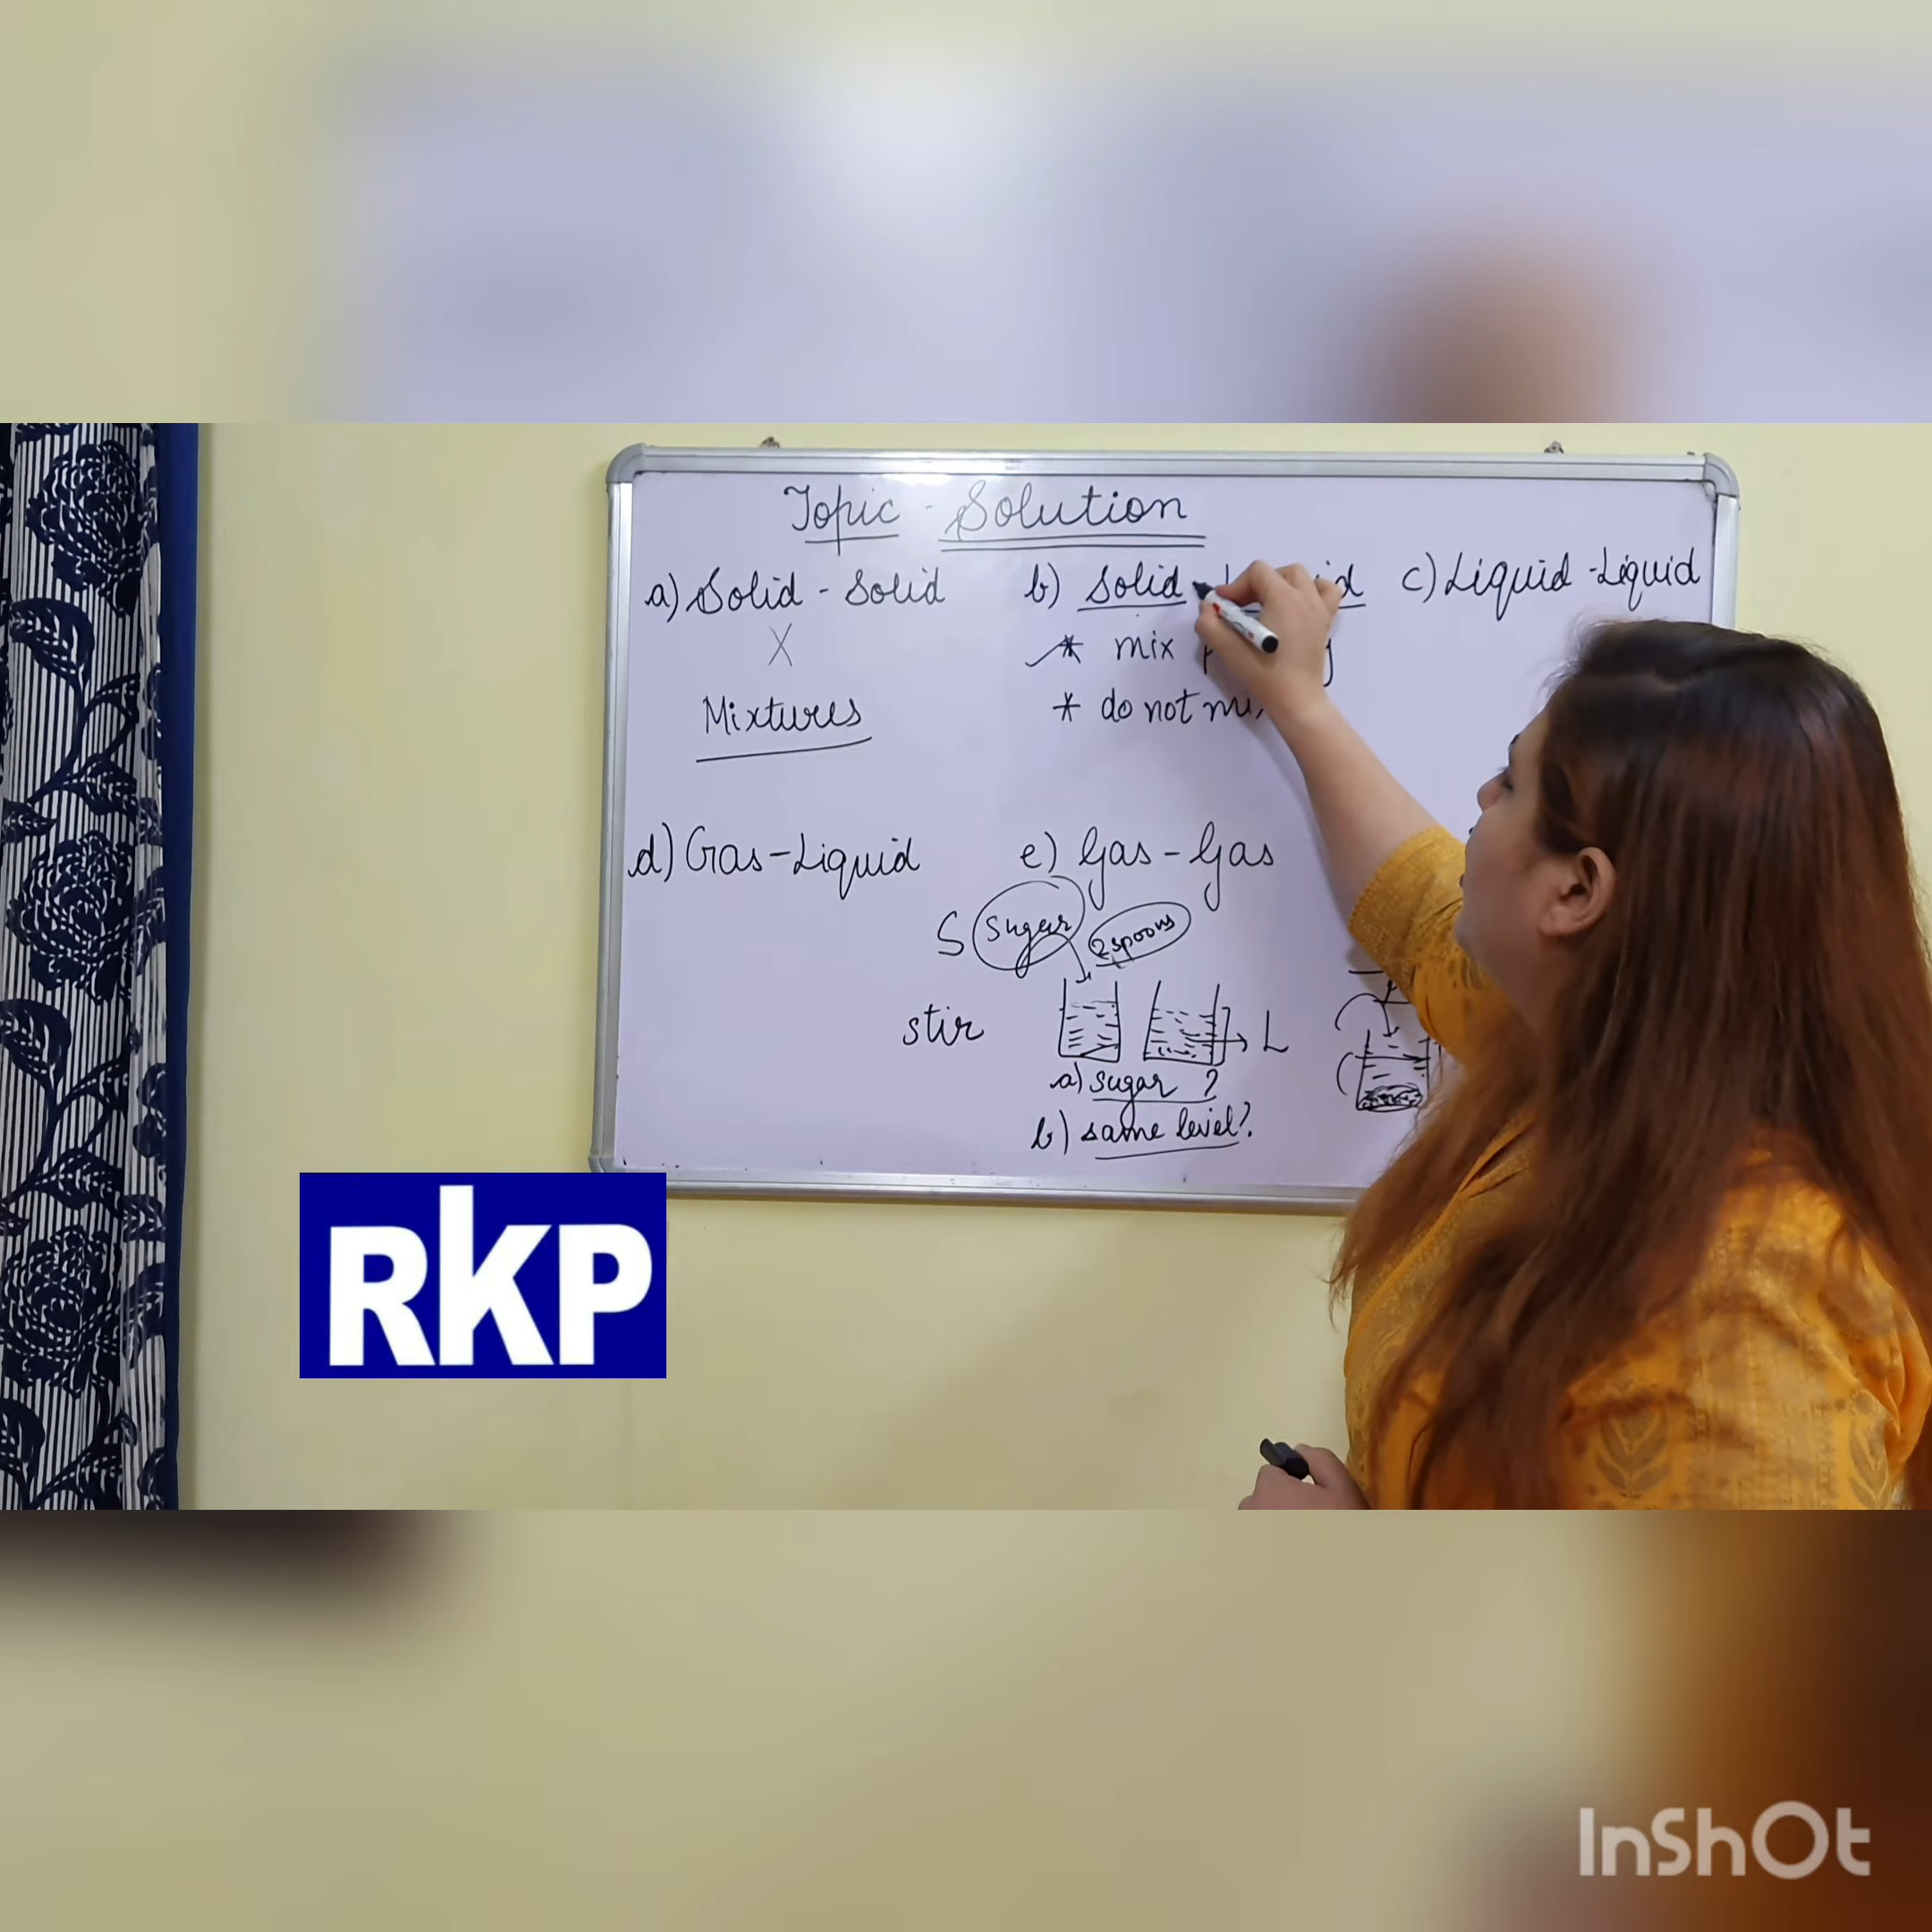 Topic - Solution
a) Solid - Solid
X
Mixtures
b) Solid -
* mix
* do not
c) Liquid - Liquid
d) Gas - Liquid
e) Gas - Gas
S sugar 2 spoons
stir
L
a) sugar ?
b) same level?
RKP
InShOt